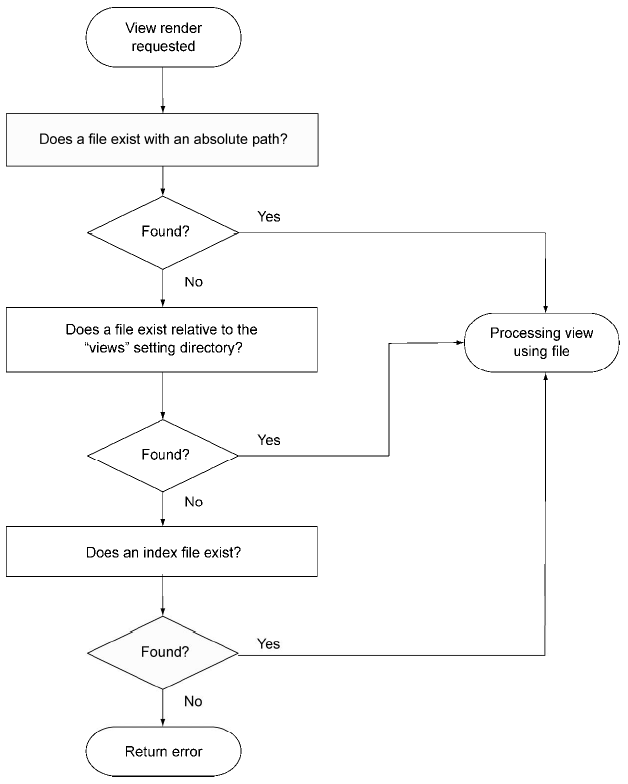 View render
requested
Does a file exist with an absolute path?
Found?
Yes
No
Does a file exist relative to the
“views” setting directory?
Processing view
using file
Found?
Yes
No
Does an index file exist?
Found?
Yes
No
Return error